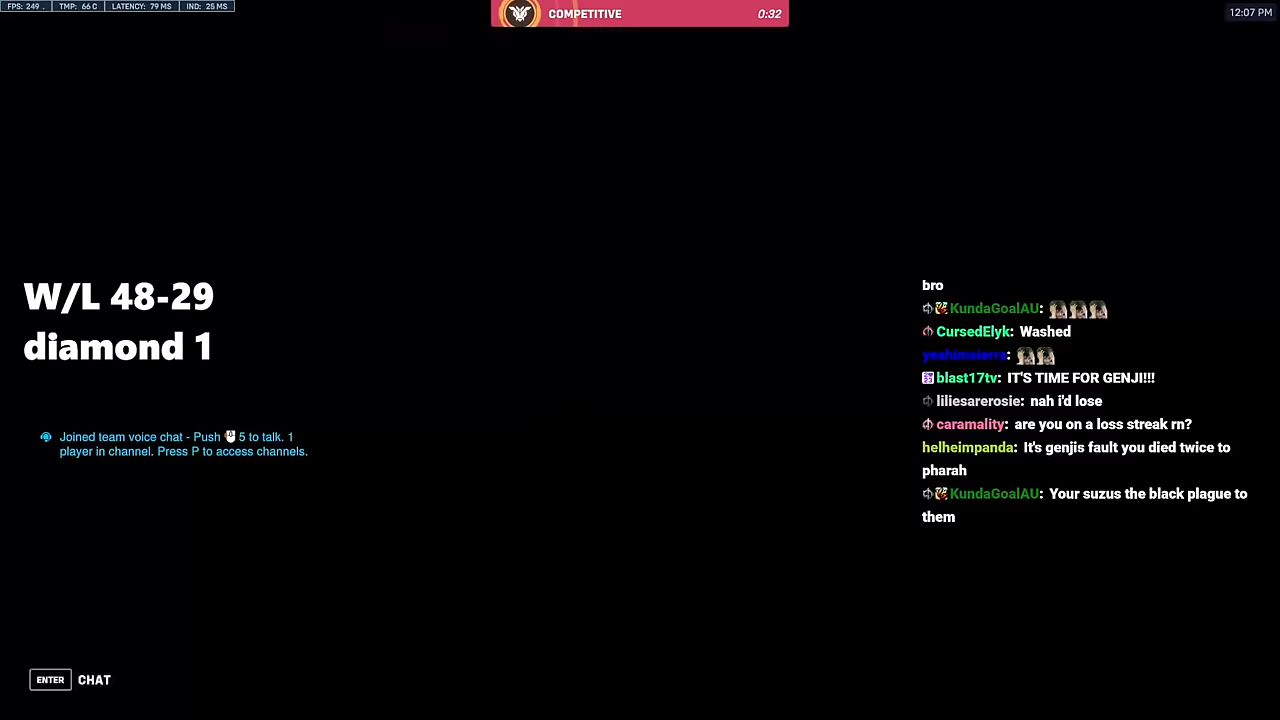 FPS: 249 . TMP: 66 C LATENCY: 79 MS IND: 25 MS
COMPETITIVE 0:32
12:07 PM
W/L 48-29
diamond 1
Joined team voice chat - Push 5 to talk. 1
player in channel. Press P to access channels.
bro
KundaGoalAU:
CursedElyk: Washed
blast17tv: IT'S TIME FOR GENJI!!!
liliesarerosie: nah i'd lose
caramality: are you on a loss streak rn?
helheimpanda: It's genjis fault you died twice to
pharah
KundaGoalAU: Your suzus the black plague to
them
ENTER CHAT